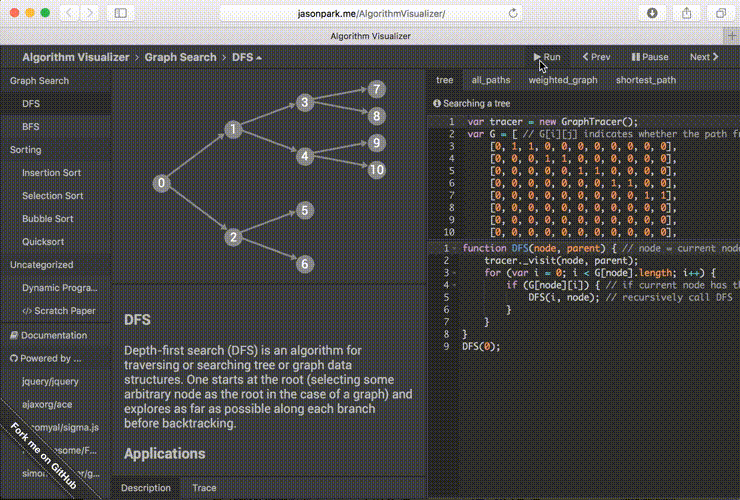 jasonpark.me/AlgorithmVisualizer/
Algorithm Visualizer
Algorithm Visualizer > Graph Search > DFS
Run
Prev
Pause
Next
Graph Search
DFS
BFS
Sorting
Insertion Sort
Selection Sort
Bubble Sort
Quicksort
Uncategorized
Dynamic Progra...
</> Scratch Paper
Documentation
Powered by ...
jquery/jquery
ajaxorg/ace
Fork me on GitHub
0
1
2
3
4
5
6
7
8
9
10
DFS
Depth-first search (DFS) is an algorithm for
traversing or searching tree or graph data
structures. One starts at the root (selecting some
arbitrary node as the root in the case of a graph) and
explores as far as possible along each branch
before backtracking.
Applications
Description Trace
tree all_paths weighted_graph shortest_path
Searching a tree
1 var tracer = new GraphTracer();
2 var G = [ // G[i][j] indicates whether the path
3 [0, 1, 1, 0, 0, 0, 0, 0, 0, 0, 0],
4 [0, 0, 0, 1, 1, 0, 0, 0, 0, 0, 0],
5 [0, 0, 0, 0, 0, 1, 1, 0, 0, 0, 0],
6 [0, 0, 0, 0, 0, 0, 0, 1, 1, 0, 0],
7 [0, 0, 0, 0, 0, 0, 0, 0, 0, 1, 1],
8 [0, 0, 0, 0, 0, 0, 0, 0, 0, 0, 0],
9 [0, 0, 0, 0, 0, 0, 0, 0, 0, 0, 0],
10 [0, 0, 0, 0, 0, 0, 0, 0, 0, 0, 0],
1 function DFS(node, parent) { // node = current node
2 tracer._visit(node, parent);
3 for (var i = 0; i < G[node].length; i++) {
4 if (G[node][i]) { // if current node has
5 DFS(i, node); // recursively call DFS
6 }
7 }
8 }
9 DFS(0);